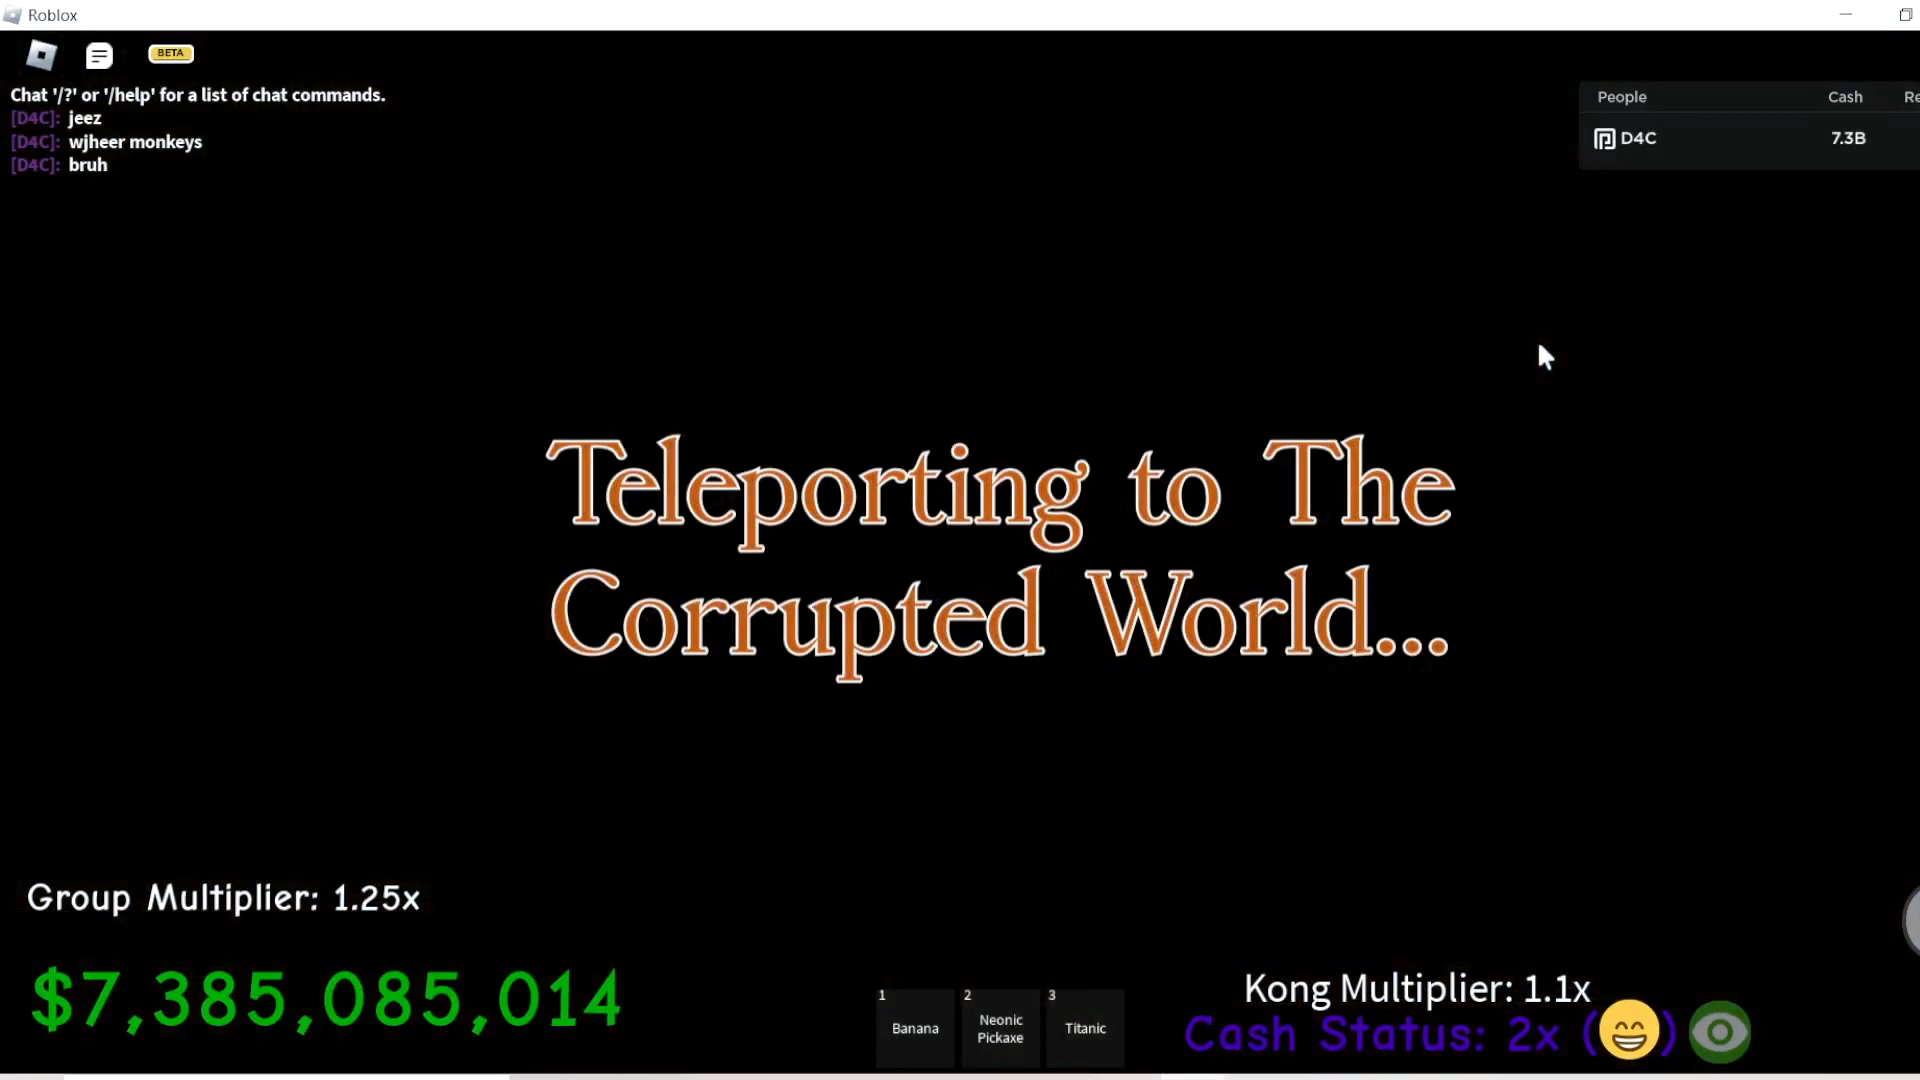 Roblox
BETA
Chat '/?' or '/help' for a list of chat commands.
[D4C]: jeez
[D4C]: wjheer monkeys
[D4C]: bruh
People Cash Re
D4C 7.3B
Teleporting to The
Corrupted World...
Group Multiplier: 1.25x
$7,385,085,014
1 Banana
2 Neonic Pickaxe
3 Titanic
Kong Multiplier: 1.1x
Cash Status: 2x (😁)